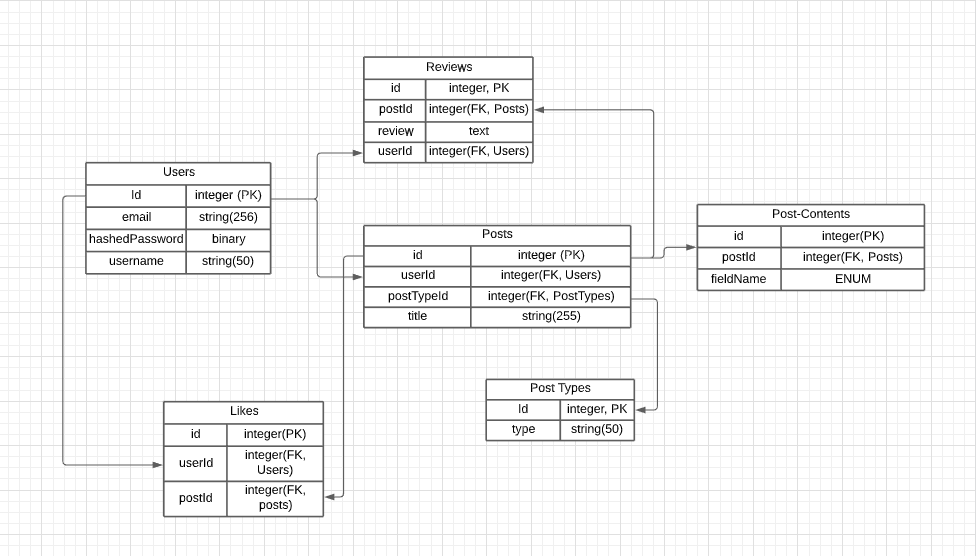 Reviews
id integer, PK
postId integer(FK, Posts)
review text
userId integer(FK, Users)
Users
Id integer (PK)
email string(256)
hashedPassword binary
username string(50)
Posts
id integer (PK)
userId integer(FK, Users)
postTypeId integer(FK, PostTypes)
title string(255)
Post-Contents
id integer(PK)
postId integer(FK, Posts)
fieldName ENUM
Post Types
Id integer, PK
type string(50)
Likes
id integer(PK)
userId integer(FK,
Users)
postId integer(FK,
posts)